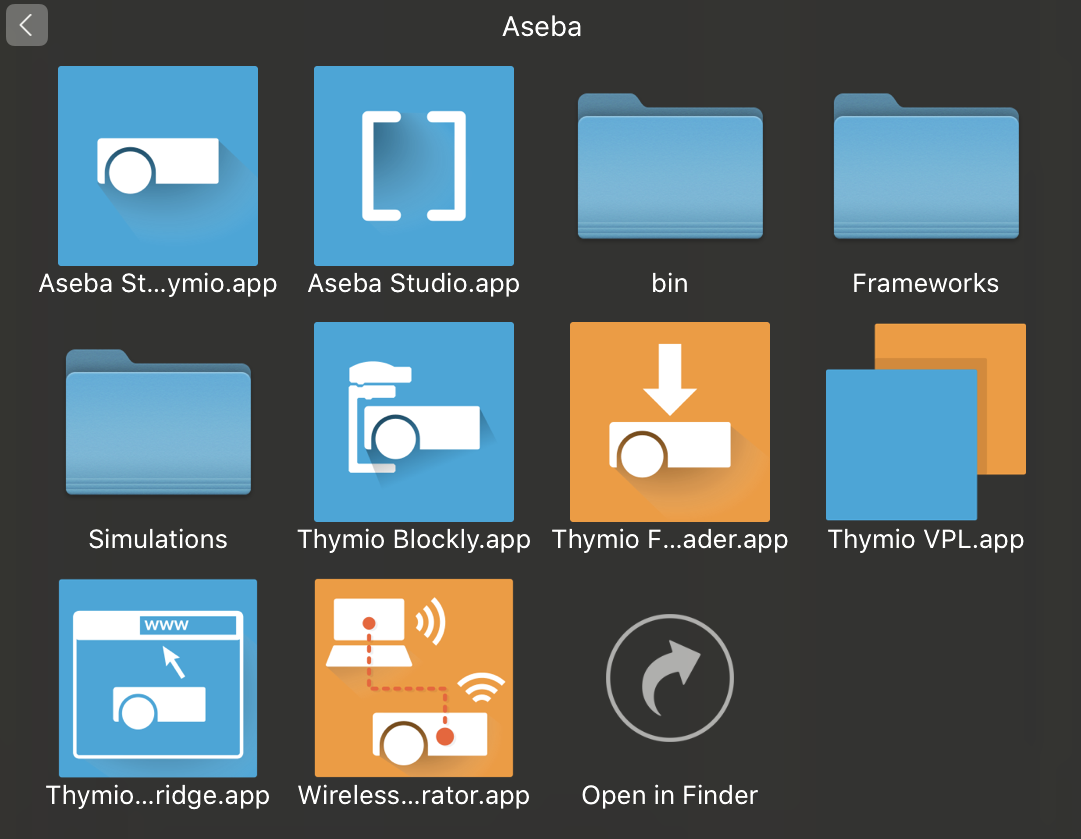 Aseba
Aseba St...ymio.app
Aseba Studio.app
bin
Frameworks
Simulations
Thymio Blockly.app
Thymio F...ader.app
Thymio VPL.app
www
Thymio...ridge.app
Wireless...rator.app
Open in Finder